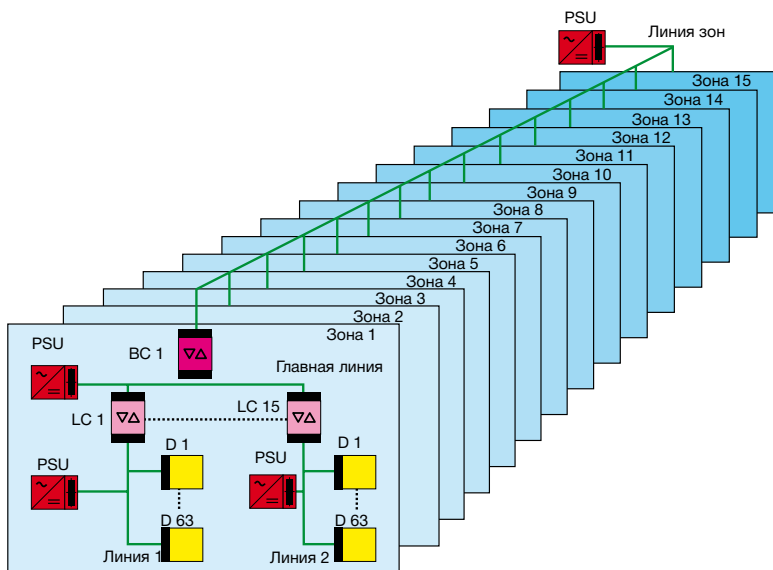 PSU
Линия зон
Зона 15
Зона 14
Зона 13
Зона 12
Зона 11
Зона 10
Зона 9
Зона 8
Зона 7
Зона 6
Зона 5
Зона 4
Зона 3
Зона 2
Зона 1
PSU
BC 1
Главная линия
LC 1
LC 15
D 1
D 1
PSU
PSU
D 63
D 63
Линия 1
Линия 2